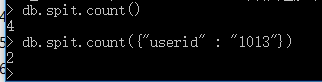 > db.spit.count()
4
> db.spit.count({"userid" : "1013"})
2
>